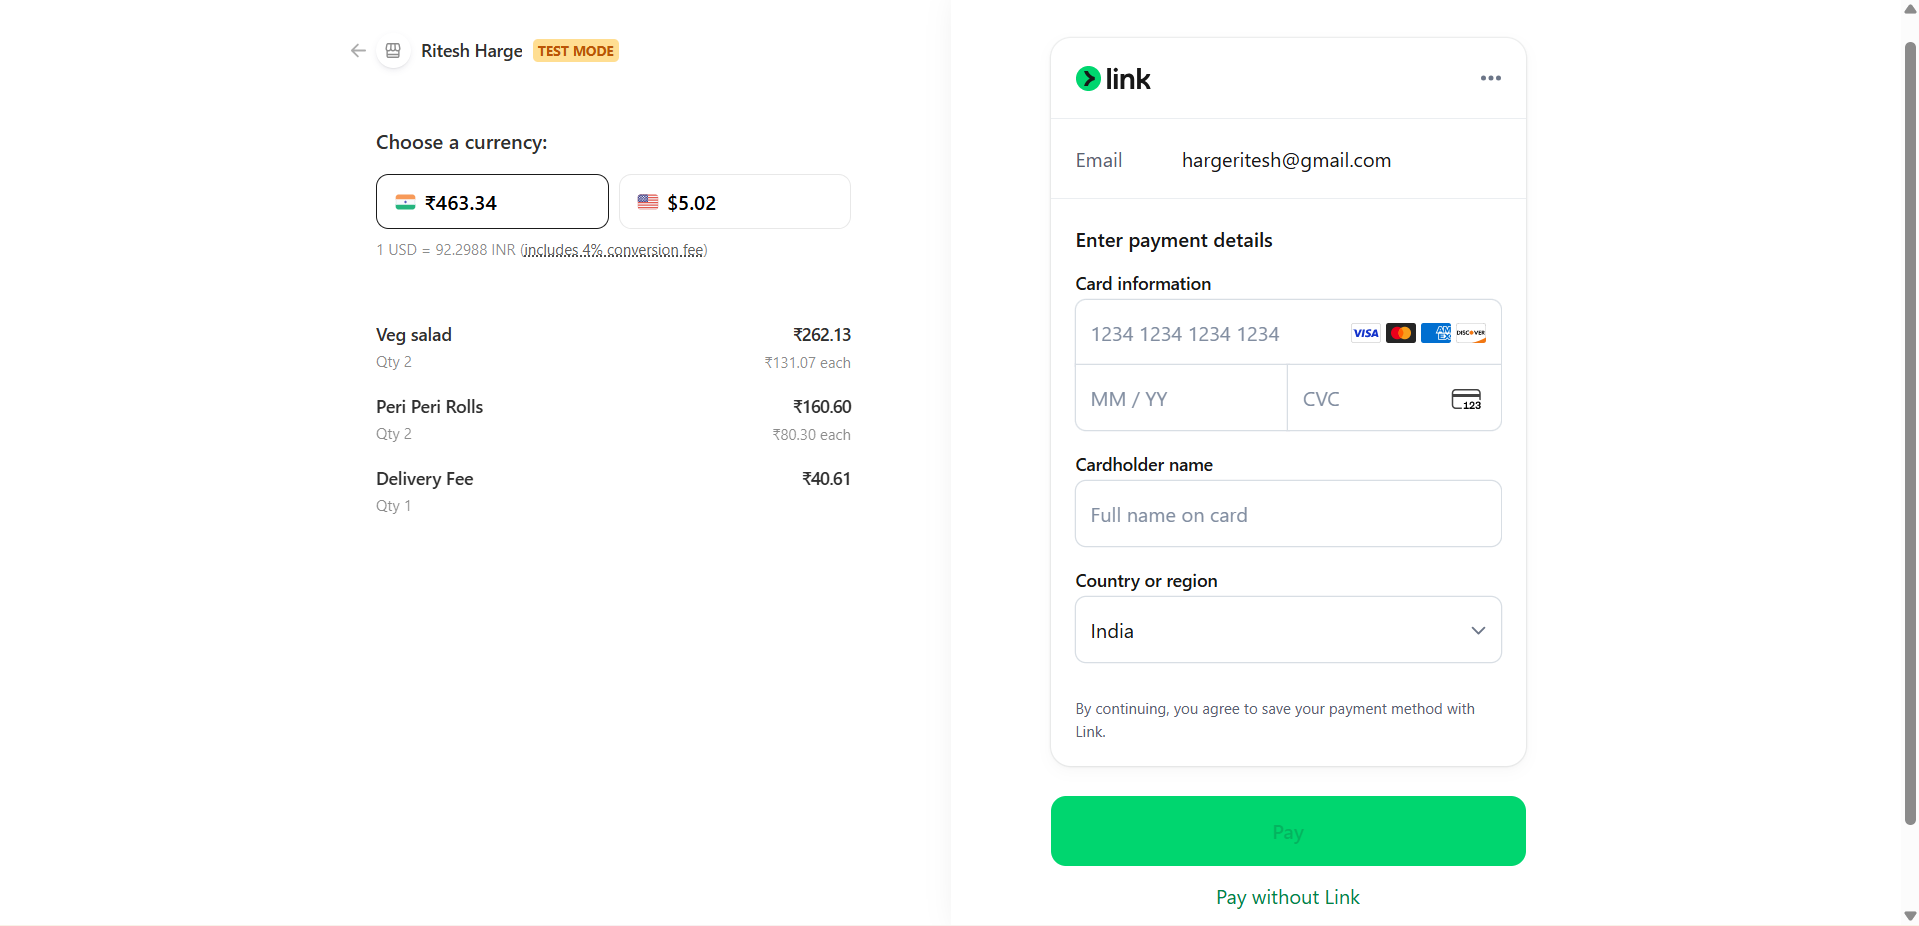 Ritesh Harge TEST MODE
Choose a currency:
₹463.34 $5.02
1 USD = 92.2988 INR (includes 4% conversion fee)
Veg salad ₹262.13
Qty 2 ₹131.07 each
Peri Peri Rolls ₹160.60
Qty 2 ₹80.30 each
Delivery Fee ₹40.61
Qty 1
link
Email hargeritesh@gmail.com
Enter payment details
Card information
1234 1234 1234 1234 VISA AM EX DISCOVER
MM / YY CVC 123
Cardholder name
Full name on card
Country or region
India
By continuing, you agree to save your payment method with
Link.
Pay
Pay without Link